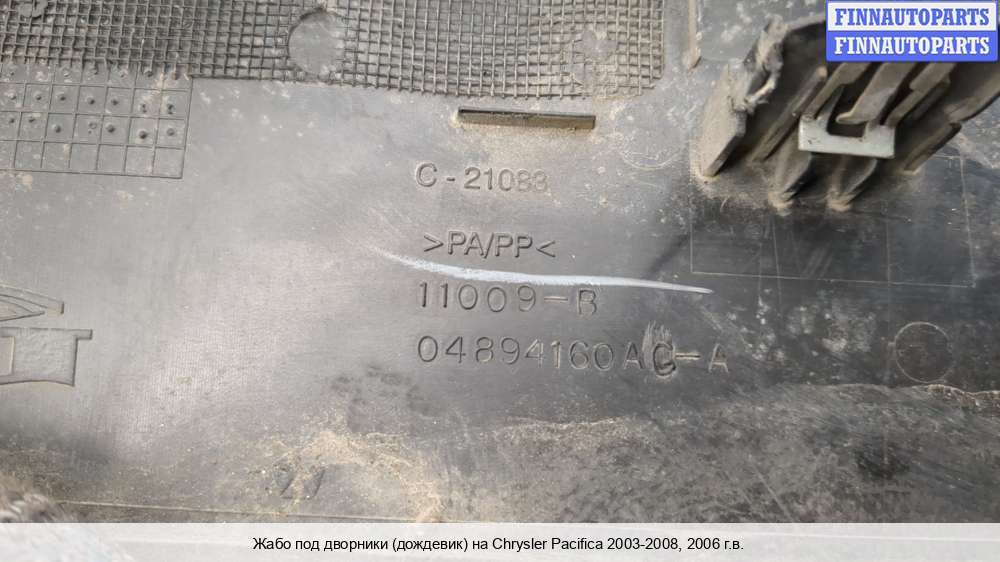 FINNAUTOPARTS
FINNAUTOPARTS
C-21083
>PA/PP<
11009-B
04894160AC-A
Жабо под дворники (дождевик) на Chrysler Pacifica 2003-2008, 2006 г.в.